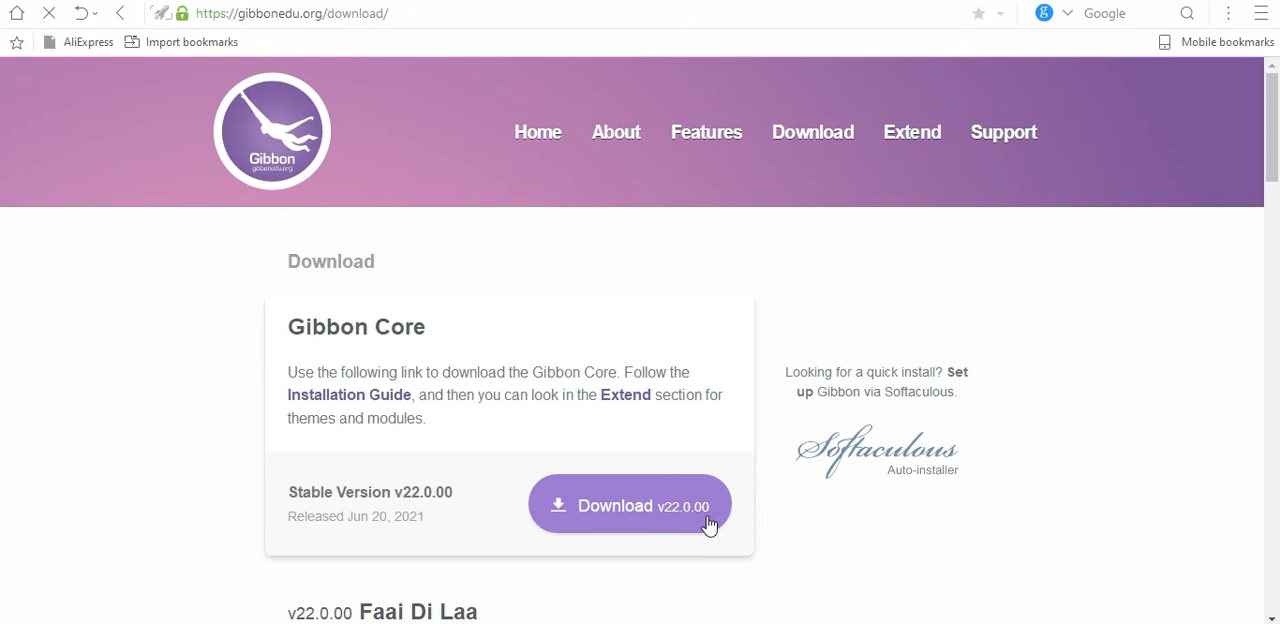 https://gibbonedu.org/download/
Google
AliExpress
Import bookmarks
Mobile bookmarks
Gibbon
gibbonedu.org
Home
About
Features
Download
Extend
Support
Download
Gibbon Core
Use the following link to download the Gibbon Core. Follow the
Installation Guide, and then you can look in the Extend section for
themes and modules.
Looking for a quick install? Set
up Gibbon via Softaculous.
Softaculous
Auto-installer
Stable Version v22.0.00
Released Jun 20, 2021
Download v22.0.00
v22.0.00 Faai Di Laa